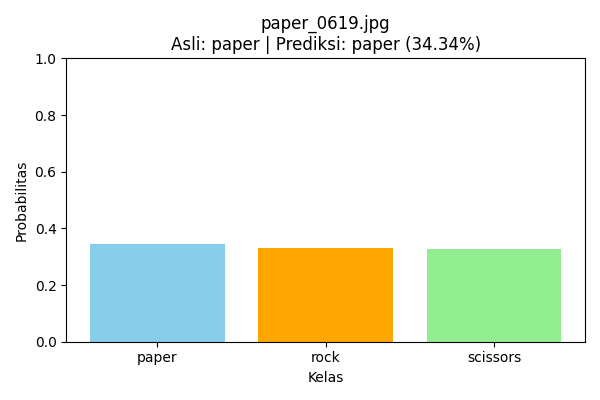 paper_0619.jpg
Asli: paper | Prediksi: paper (34.34%)
1.0
0.8
0.6
0.4
0.2
0.0
Probabilitas
paper
rock
scissors
Kelas